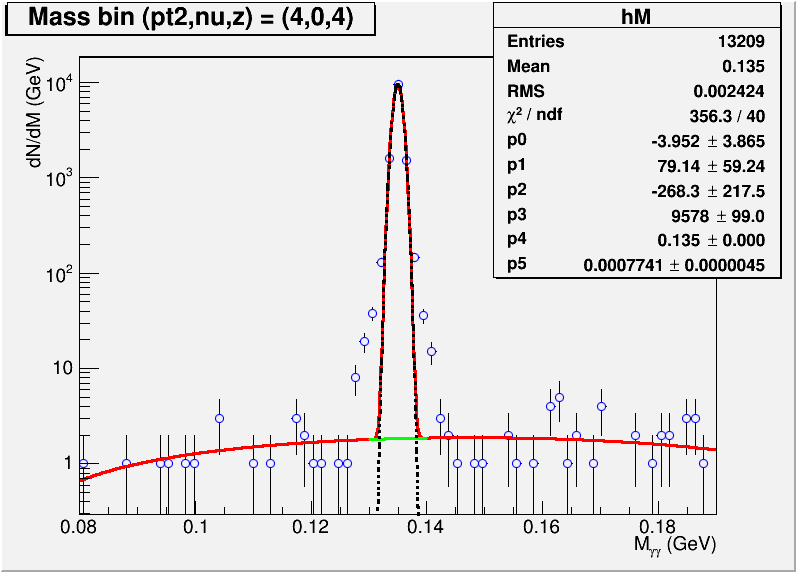 Mass bin (pt2,nu,z) = (4,0,4)
hM
Entries 13209
Mean 0.135
RMS 0.002424
χ² / ndf 356.3 / 40
p0 -3.952 ± 3.865
p1 79.14 ± 59.24
p2 -268.3 ± 217.5
p3 9578 ± 99.0
p4 0.135 ± 0.000
p5 0.0007741 ± 0.0000045
dN/dM (GeV)
10⁴
10³
10²
10
1
0.08 0.1 0.12 0.14 0.16 0.18
Mγγ (GeV)